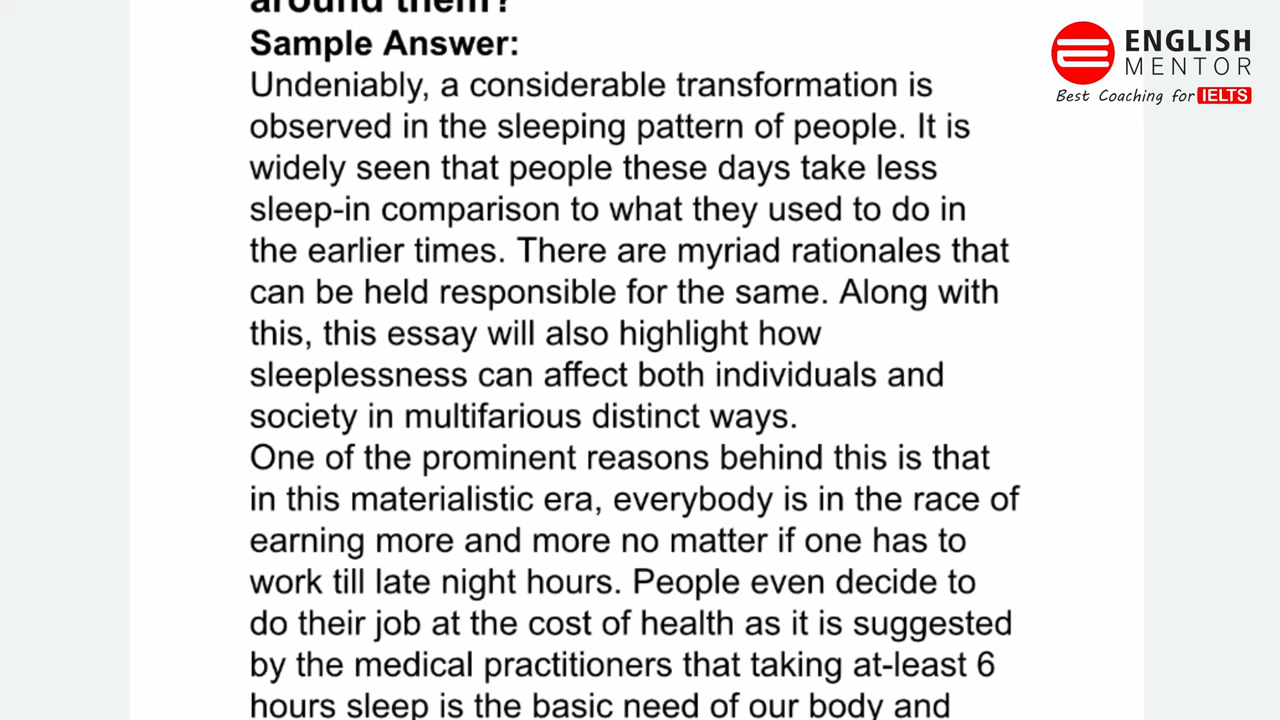 around them?
Sample Answer:
Undeniably, a considerable transformation is
observed in the sleeping pattern of people. It is
widely seen that people these days take less
sleep-in comparison to what they used to do in
the earlier times. There are myriad rationales that
can be held responsible for the same. Along with
this, this essay will also highlight how
sleeplessness can affect both individuals and
society in multifarious distinct ways.
One of the prominent reasons behind this is that
in this materialistic era, everybody is in the race of
earning more and more no matter if one has to
work till late night hours. People even decide to
do their job at the cost of health as it is suggested
by the medical practitioners that taking at-least 6
hours sleep is the basic need of our body and
ENGLISH
MENTOR
Best Coaching for IELTS